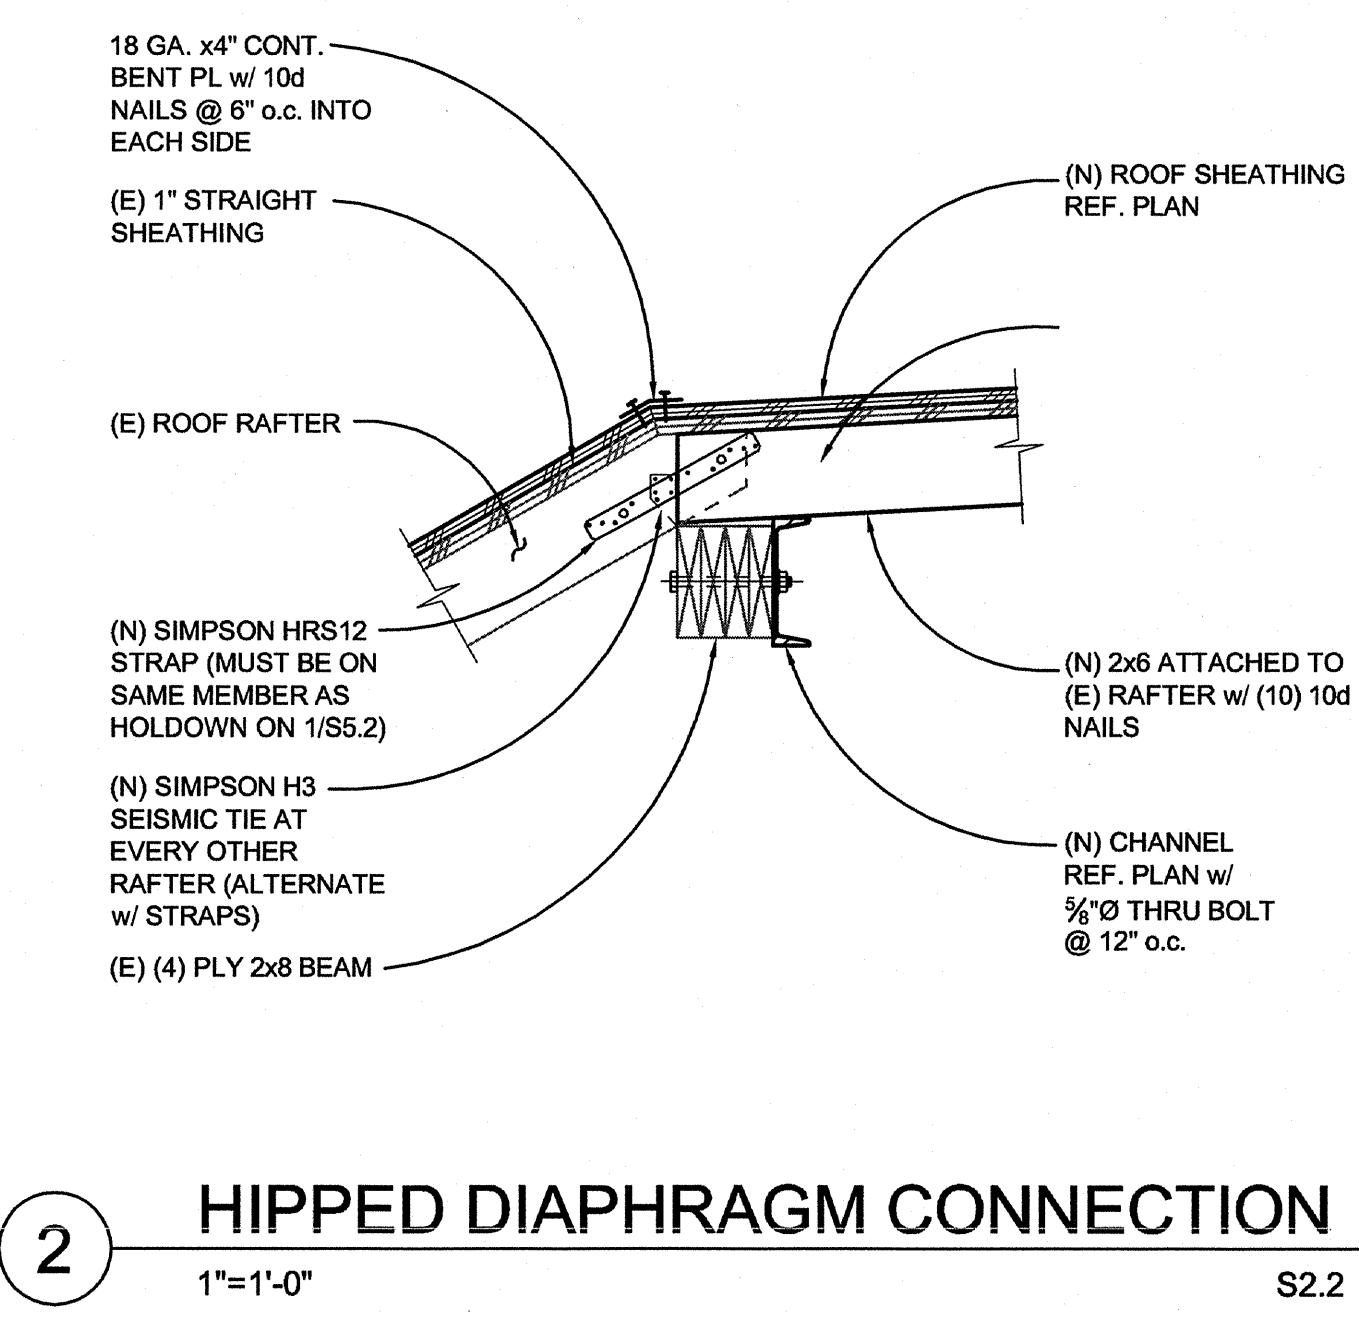 18 GA. x4" CONT.
BENT PL w/ 10d
NAILS @ 6" o.c. INTO
EACH SIDE
(E) 1" STRAIGHT
SHEATHING
(E) ROOF RAFTER
(N) SIMPSON HRS12
STRAP (MUST BE ON
SAME MEMBER AS
HOLDOWN ON 1/S5.2)
(N) SIMPSON H3
SEISMIC TIE AT
EVERY OTHER
RAFTER (ALTERNATE
w/ STRAPS)
(E) (4) PLY 2x8 BEAM
(N) ROOF SHEATHING
REF. PLAN
(N) 2x6 ATTACHED TO
(E) RAFTER w/ (10) 10d
NAILS
(N) CHANNEL
REF. PLAN w/
⅝"Ø THRU BOLT
@ 12" o.c.
2
HIPPED DIAPHRAGM CONNECTION
1"=1'-0"
S2.2